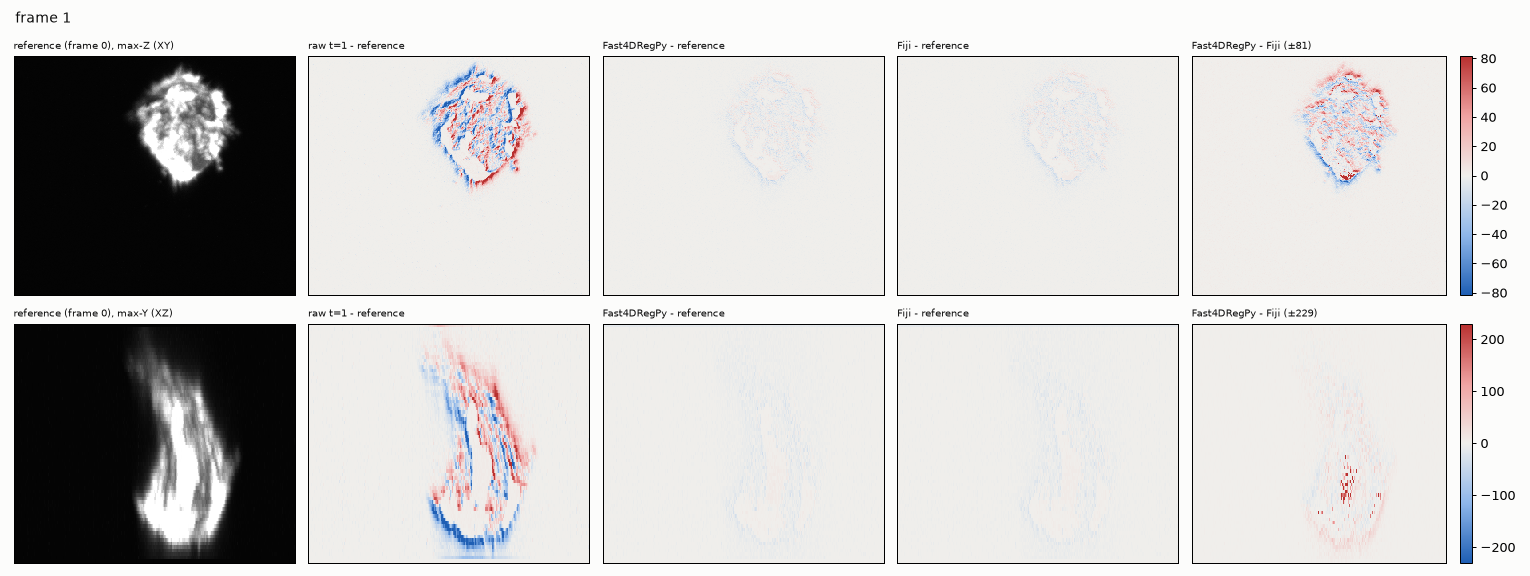 frame 1
reference (frame 0), max-Z (XY)
raw t=1 - reference
Fast4DRegPy - reference
Fiji - reference
Fast4DRegPy - Fiji (±81)
80
60
40
20
0
−20
−40
−60
−80
reference (frame 0), max-Y (XZ)
raw t=1 - reference
Fast4DRegPy - reference
Fiji - reference
Fast4DRegPy - Fiji (±229)
200
100
0
−100
−200